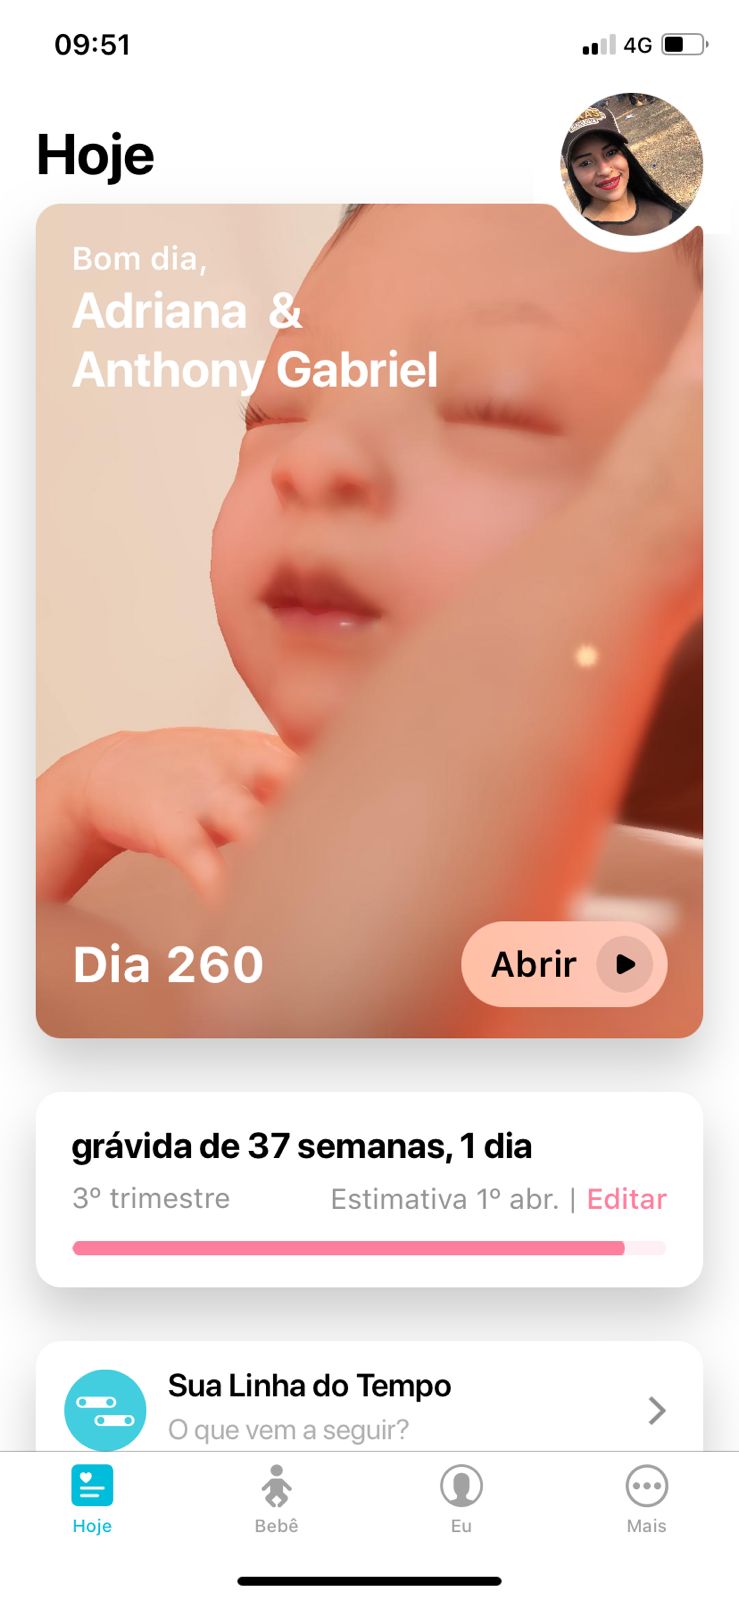 09:51
4G
Hoje
Bom dia,
Adriana &
Anthony Gabriel
Dia 260
Abrir
grávida de 37 semanas, 1 dia
3º trimestre
Estimativa 1º abr. | Editar
Sua Linha do Tempo
O que vem a seguir?
Hoje
Bebê
Eu
Mais